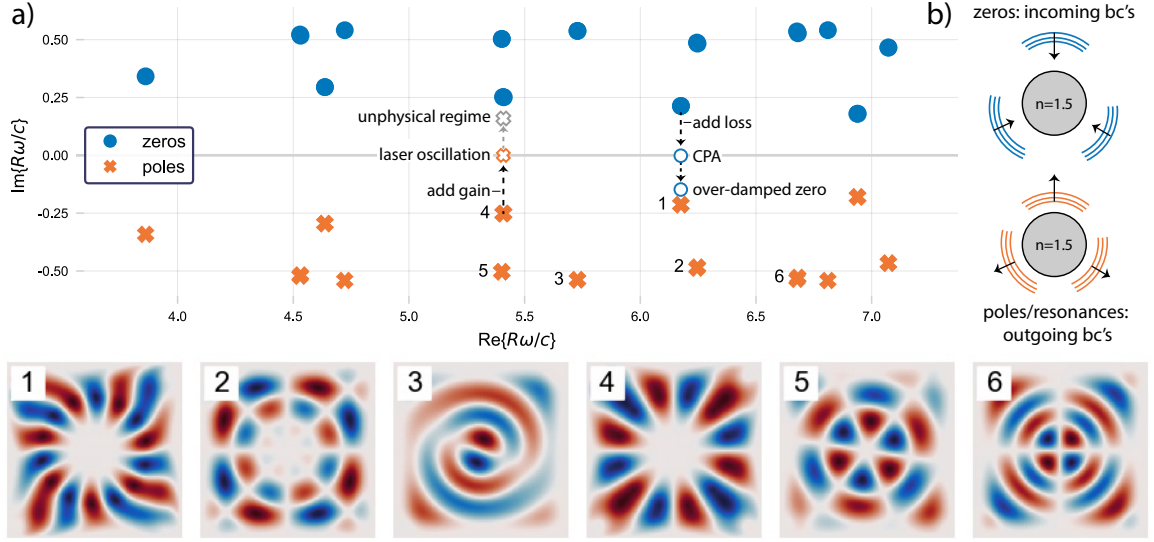 a)
Im{Rω/c}
0.50
0.25
0.00
-0.25
-0.50
zeros
poles
unphysical regime
laser oscillation
add gain
4
5
3
add loss
CPA
over-damped zero
1
2
6
4.0
4.5
5.0
5.5
6.0
6.5
7.0
Re{Rω/c}
b)
zeros: incoming bc's
n=1.5
n=1.5
poles/resonances:
outgoing bc's
1
2
3
4
5
6